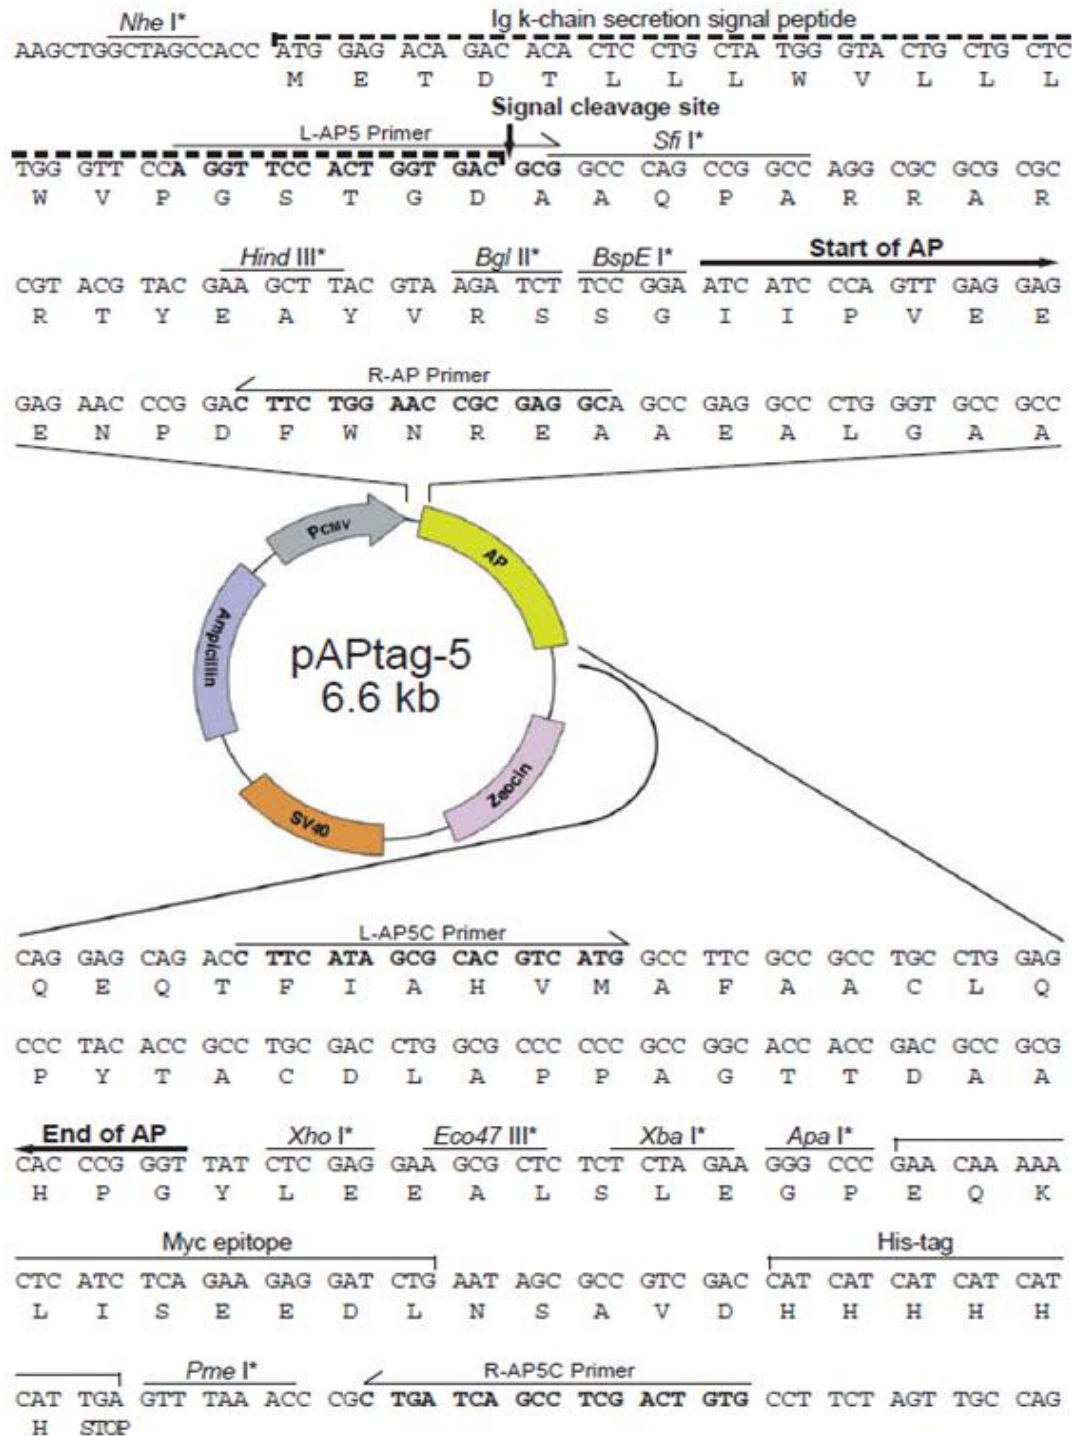 Nhe I* Ig k-chain secretion signal peptide
AAGCTGGCTAGCCACC ATG GAG ACA GAC ACA CTC CTG CTA TGG GTA CTG CTG CTC
M E T D T L L L W V L L L
Signal cleavage site
L-AP5 Primer Sfi I*
TGG GTT CCA GGTT TCC ACT GGT GAC GCG GCC CAG CCG GCC AGG CGC GCG CGC
W V P G S T G D A A Q P A R R A R
Hind III* Bgl II* BspE I* Start of AP
CGT ACG TAC GAA GCT TAC GTA AGA TCT TCC GGA ATC ATC CCA GTT GAG GAG
R T Y E A Y V R S S G I I P V E E
R-AP Primer
GAG AAC CCG GAC TTC TGG AAC CGC GAG GCA GCC GAG GCC CTG GGT GCC GCC
E N P D F W N R E A A E A L G A A
PCMV
AP
Ampicillin
pAPtag-5
6.6 kb
Zeocin
SV40
L-AP5C Primer
CAG GAG CAG ACC TTC ATA GCG CAC GTC ATG GCC TTC GCC GCC TGC CTG GAG
Q E Q T F I A H V M A F A A C L Q
CCC TAC ACC GCC TGC GAC CTG GCG CCC CCC GCC GGC ACC ACC GAC GCC GCG
P Y T A C D L A P P A G T T D A A
End of AP Xho I* Eco47 III* Xba I* Apa I*
CAC CCG GGT TAT CTC GAG GAA GCG CTC TCT CTA GAA GGG CCC GAA CAA AAA
H P G Y L E E A L S L E G P E Q K
Myc epitope His-tag
CTC ATC TCA GAA GAG GAT CTG AAT AGC GCC GTC GAC CAT CAT CAT CAT CAT
L I S E E D L N S A V D H H H H H
Pme I* R-AP5C Primer
CAT TGA GTT TAA ACC CGC TGA TCA GCC TCG ACT GTG CCT TCT AGT TGC CAG
H STOP